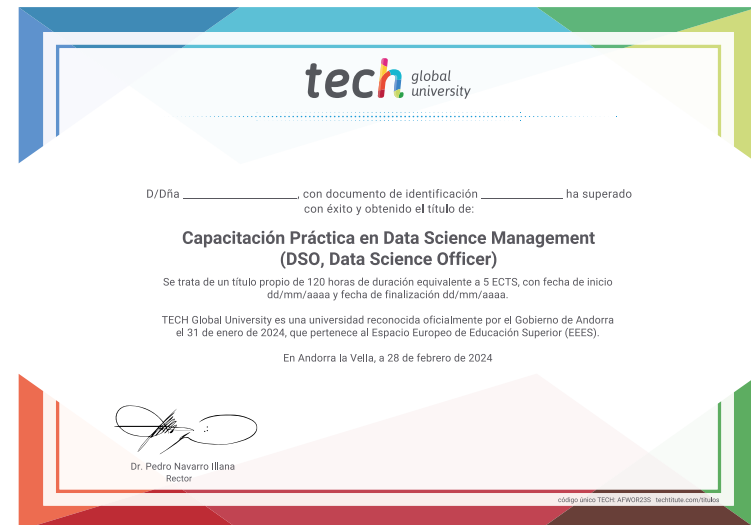 tech global university
D/Dña ____________________, con documento de identificación ______________ ha superado
con éxito y obtenido el título de:
Capacitación Práctica en Data Science Management
(DSO, Data Science Officer)
Se trata de un título propio de 120 horas de duración equivalente a 5 ECTS, con fecha de inicio
dd/mm/aaaa y fecha de finalización dd/mm/aaaa.
TECH Global University es una universidad reconocida oficialmente por el Gobierno de Andorra
el 31 de enero de 2024, que pertenece al Espacio Europeo de Educación Superior (EEES).
En Andorra la Vella, a 28 de febrero de 2024
Dr. Pedro Navarro Illana
Rector
código único TECH: AFWOR23S techtitute.com/titulos